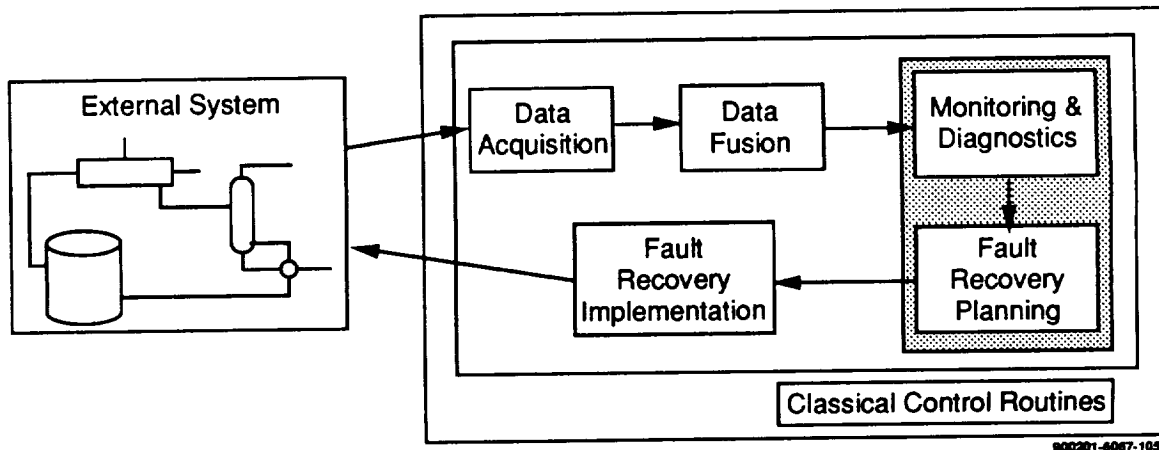 External System
Data
Acquisition
Data
Fusion
Monitoring &
Diagnostics
Fault
Recovery
Implementation
Fault
Recovery
Planning
Classical Control Routines